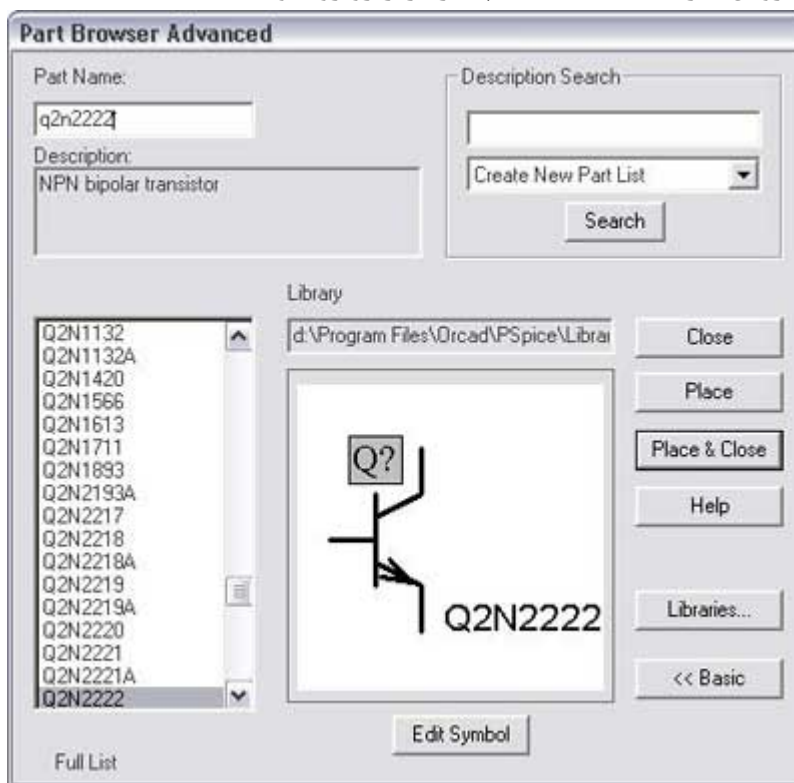 Part Browser Advanced
Part Name:
q2n2222
Description:
NPN bipolar transistor
Description Search
Create New Part List
Search
Library
d:\Program Files\Orcad\PSpice\Librar
Q2N1132
Q2N1132A
Q2N1420
Q2N1566
Q2N1613
Q2N1711
Q2N1893
Q2N2193A
Q2N2217
Q2N2218
Q2N2218A
Q2N2219
Q2N2219A
Q2N2220
Q2N2221
Q2N2221A
Q2N2222
Full List
Q?
Q2N2222
Edit Symbol
Close
Place
Place & Close
Help
Libraries...
<< Basic